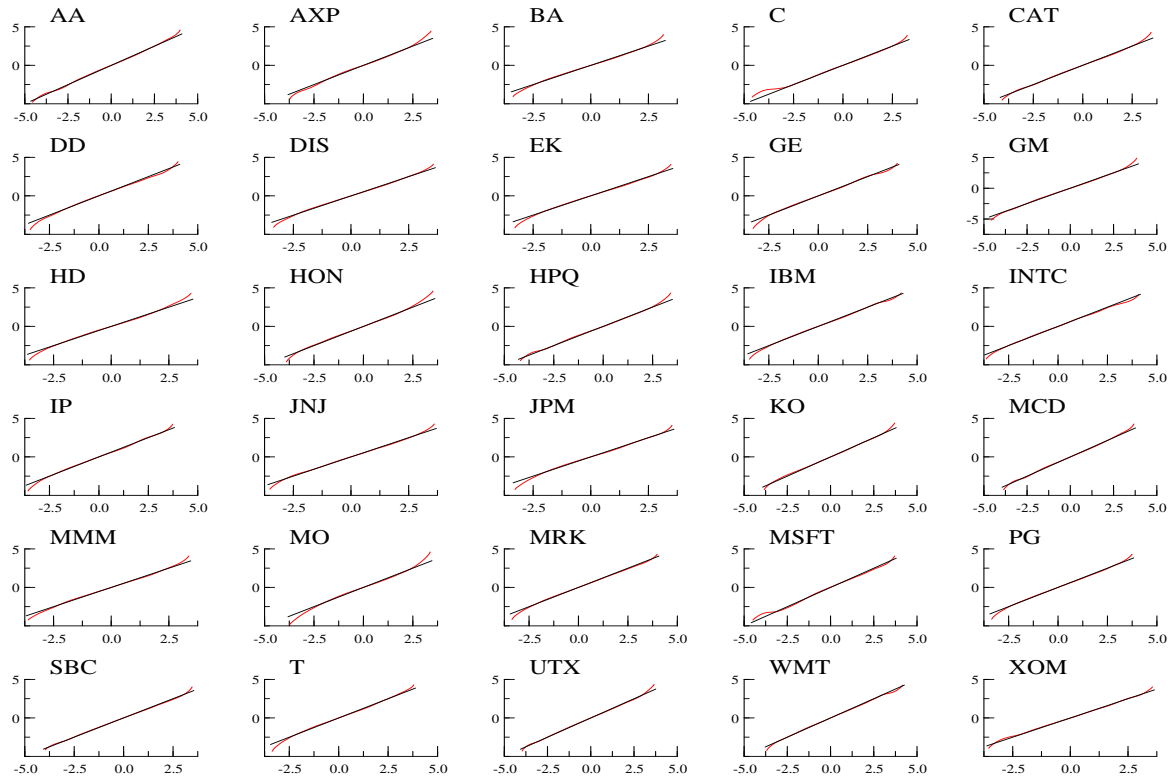 AA AXP BA C CAT
5 5 5 5 5
0 0 0 0 0
-5.0 -2.5 0.0 2.5 5.0 -2.5 0.0 2.5 -2.5 0.0 2.5 -5.0 -2.5 0.0 2.5 -5.0 -2.5 0.0 2.5
DD DIS EK GE GM
5 5 5 5 5
0 0 0 0 0
-5
-2.5 0.0 2.5 5.0 -2.5 0.0 2.5 -2.5 0.0 2.5 -2.5 0.0 2.5 5.0 -5.0 -2.5 0.0 2.5 5.0
HD HON HPQ IBM INTC
5 5 5 5 5
0 0 0 0 0
-2.5 0.0 2.5 -5.0 -2.5 0.0 2.5 -5.0 -2.5 0.0 2.5 -2.5 0.0 2.5 5.0 -2.5 0.0 2.5 5.0
IP JNJ JPM KO MCD
5 5 5 5 5
0 0 0 0 0
-2.5 0.0 2.5 5.0 -2.5 0.0 2.5 -2.5 0.0 2.5 -5.0 -2.5 0.0 2.5 5.0 -5.0 -2.5 0.0 2.5 5.0
MMM MO MRK MSFT PG
5 5 5 5 5
0 0 0 0 0
-2.5 0.0 2.5 -2.5 0.0 2.5 -2.5 0.0 2.5 5.0 -5.0 -2.5 0.0 2.5 5.0 -2.5 0.0 2.5 5.0
SBC T UTX WMT XOM
5 5 5 5 5
0 0 0 0 0
-5.0 -2.5 0.0 2.5 -2.5 0.0 2.5 5.0 -5.0 -2.5 0.0 2.5 5.0 -5.0 -2.5 0.0 2.5 -2.5 0.0 2.5